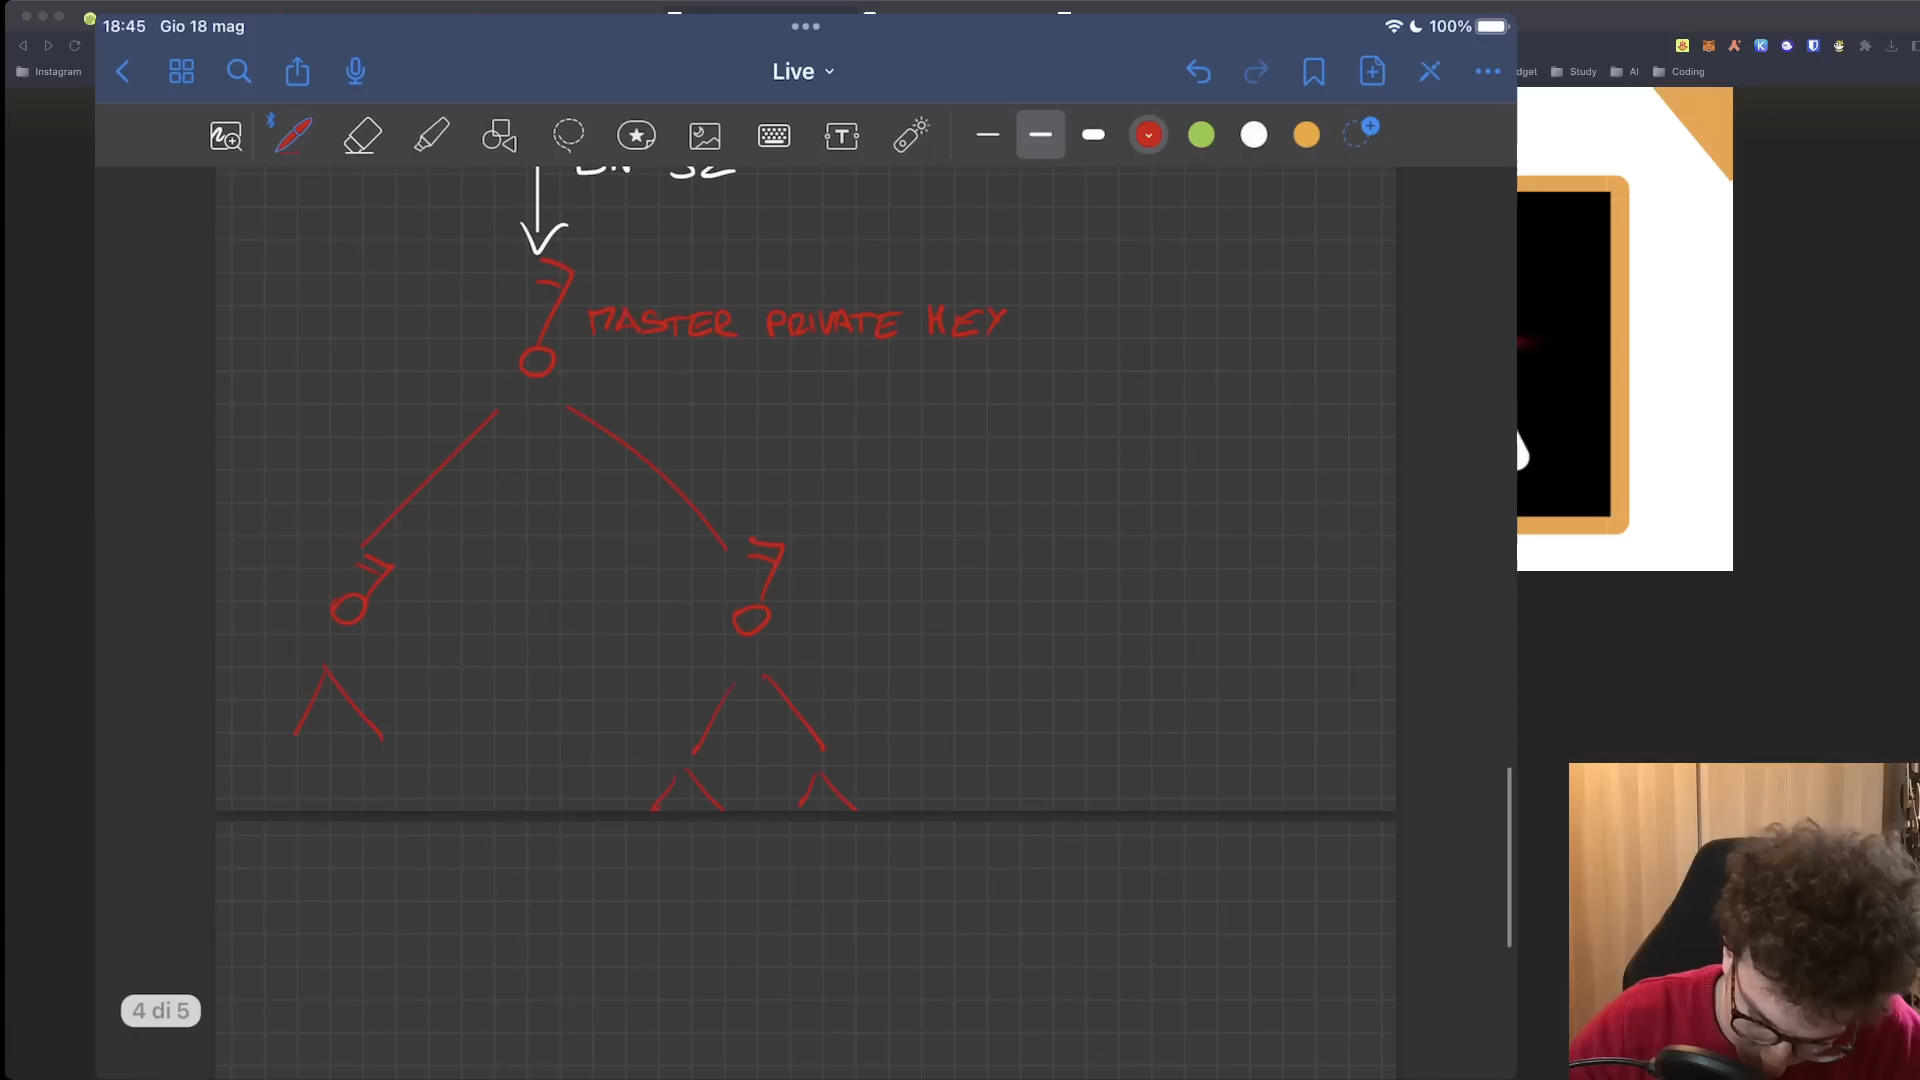 18:45 Gio 18 mag
100%
Live
Instagram
dget
Study
AI
Coding
MASTER PRIVATE KEY
4 di 5